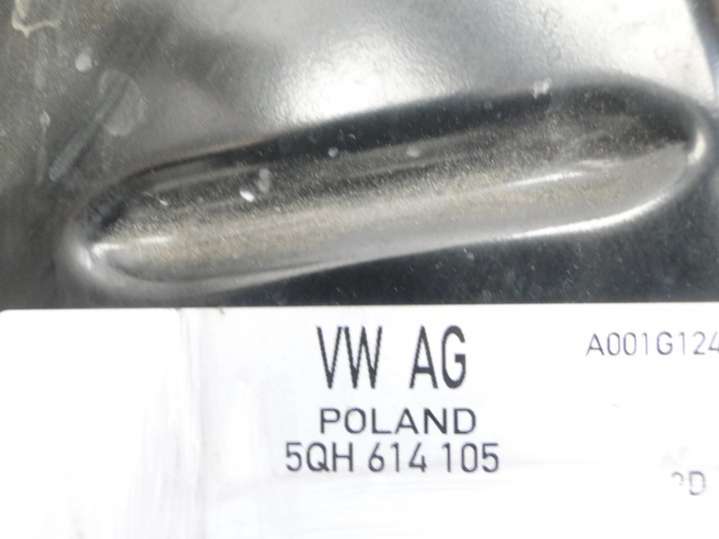 VW AG
A001G124
POLAND
5QH 614 105